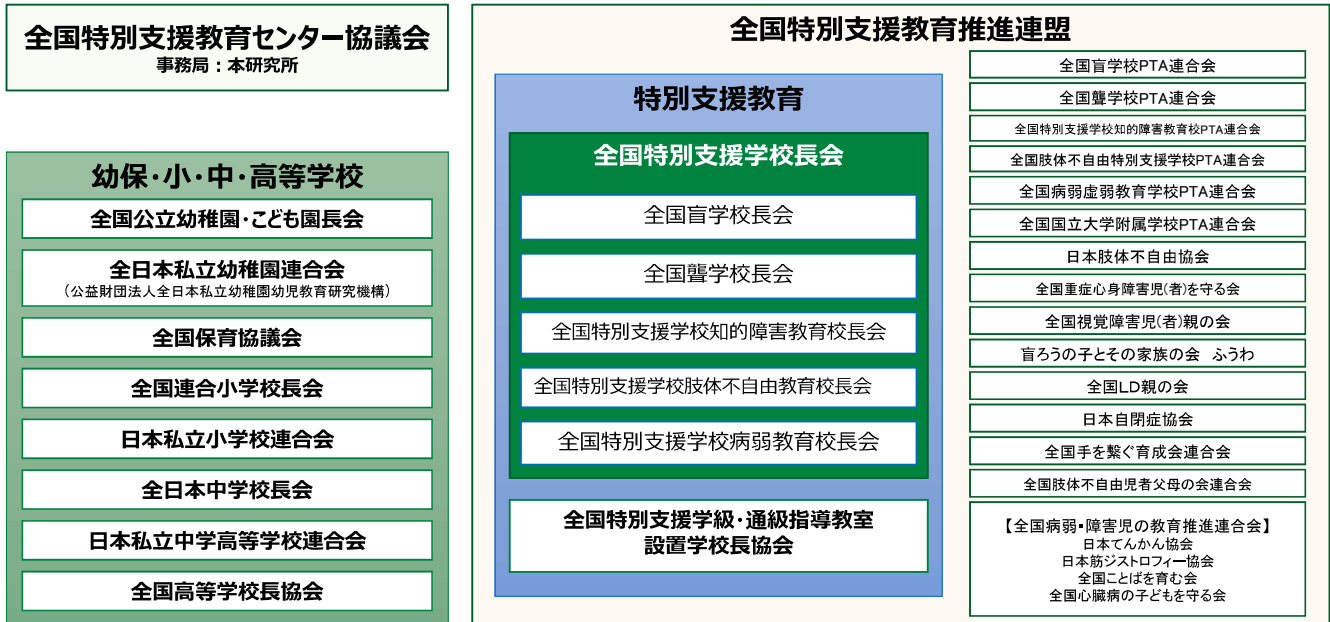 全国特別支援教育センター協議会
事務局：本研究所
幼保・小・中・高等学校
全国公立幼稚園・こども園長会
全日本私立幼稚園連合会
（公益財団法人全日本私立幼稚園幼児教育研究機構）
全国保育協議会
全国連合小学校長会
日本私立小学校連合会
全日本中学校長会
日本私立中学高等学校連合会
全国高等学校長協会
全国特別支援教育推進連盟
特別支援教育
全国特別支援学校長会
全国盲学校長会
全国聾学校長会
全国特別支援学校知的障害教育校長会
全国特別支援学校肢体不自由教育校長会
全国特別支援学校病弱教育校長会
全国特別支援学級・通級指導教室
設置学校長協会
全国盲学校PTA連合会
全国聾学校PTA連合会
全国特別支援学校知的障害教育校PTA連合会
全国肢体不自由特別支援学校PTA連合会
全国病弱虚弱教育学校PTA連合会
全国国立大学附属学校PTA連合会
日本肢体不自由協会
全国重症心身障害児(者)を守る会
全国視覚障害児(者)親の会
盲ろうの子とその家族の会　ふうわ
全国LD親の会
日本自閉症協会
全国手を繋ぐ育成会連合会
全国肢体不自由児者父母の会連合会
【全国病弱・障害児の教育推進連合会】
日本てんかん協会
日本筋ジストロフィー協会
全国ことばを育む会
全国心臓病の子どもを守る会